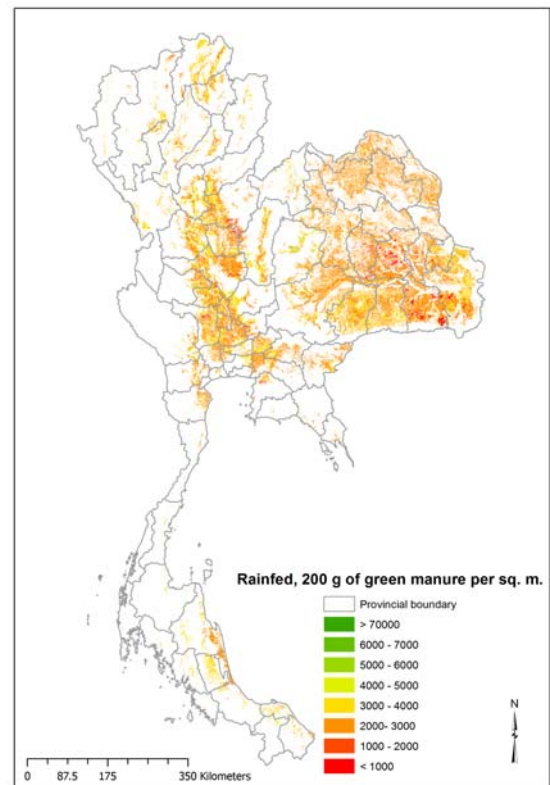 Rainfed, 200 g of green manure per sq. m.
Provincial boundary
> 70000
6000 - 7000
5000 - 6000
4000 - 5000
3000 - 4000
2000- 3000
1000 - 2000
< 1000
N
0 87.5 175 350 Kilometers